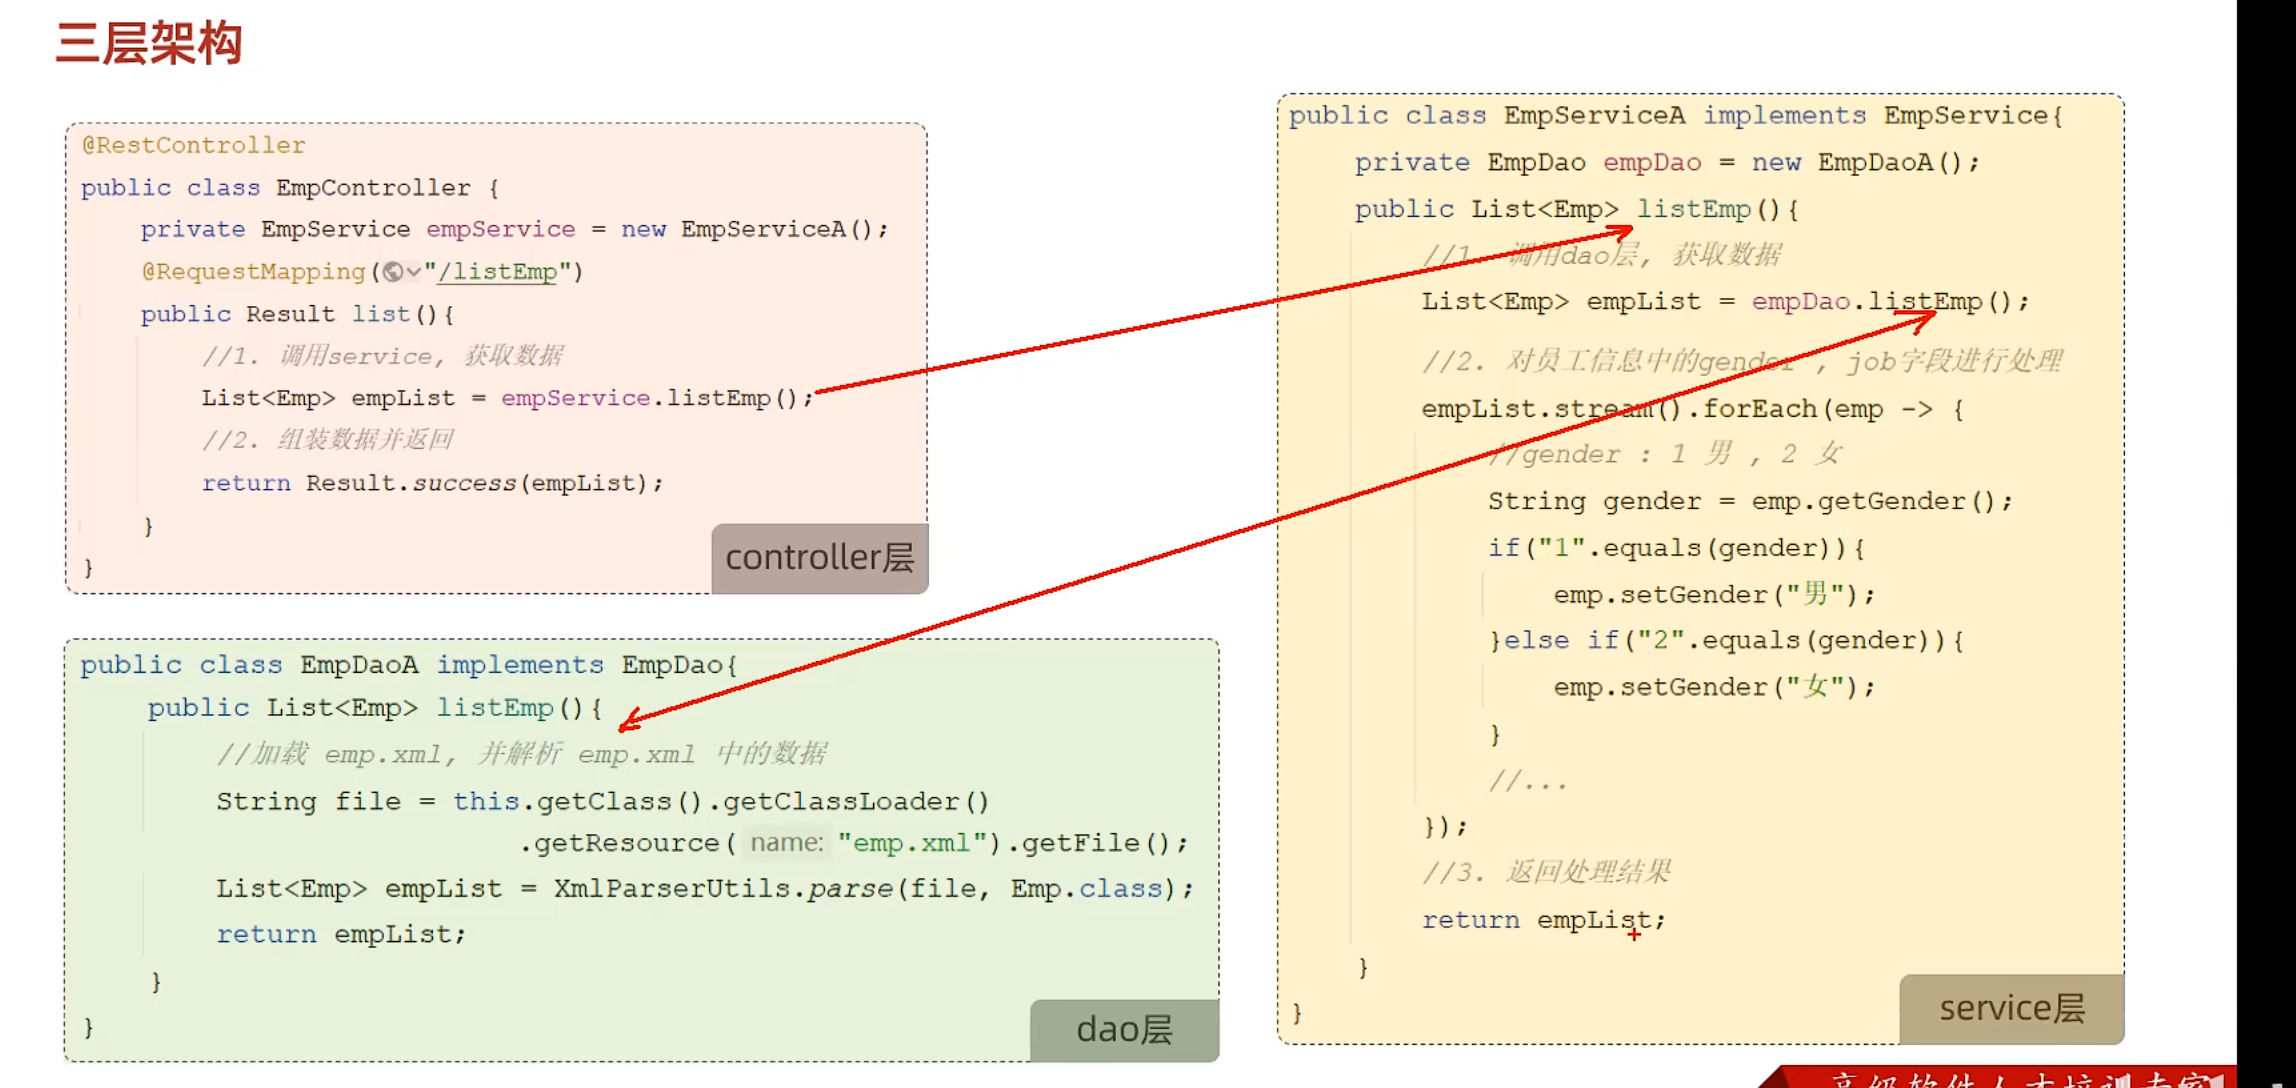 三层架构
@RestController
public class EmpController {
private EmpService empService = new EmpServiceA();
@RequestMapping("/listEmp")
public Result list(){
//1. 调用service, 获取数据
List<Emp> empList = empService.listEmp();
//2. 组装数据并返回
return Result.success(empList);
}
}
controller层
public class EmpDaoA implements EmpDao{
public List<Emp> listEmp(){
//加载 emp.xml, 并解析 emp.xml 中的数据
String file = this.getClass().getClassLoader()
.getResource( name: "emp.xml").getFile();
List<Emp> empList = XmlParserUtils.parse(file, Emp.class);
return empList;
}
}
dao层
public class EmpServiceA implements EmpService{
private EmpDao empDao = new EmpDaoA();
public List<Emp> listEmp(){
//1. 调用dao层, 获取数据
List<Emp> empList = empDao.listEmp();
//2. 对员工信息中的gender , job字段进行处理
empList.stream().forEach(emp -> {
//gender : 1 男 , 2 女
String gender = emp.getGender();
if("1".equals(gender)){
emp.setGender("男");
}else if("2".equals(gender)){
emp.setGender("女");
}
//...
});
//3. 返回处理结果
return empList;
}
}
service层
高级软件人才培训专家